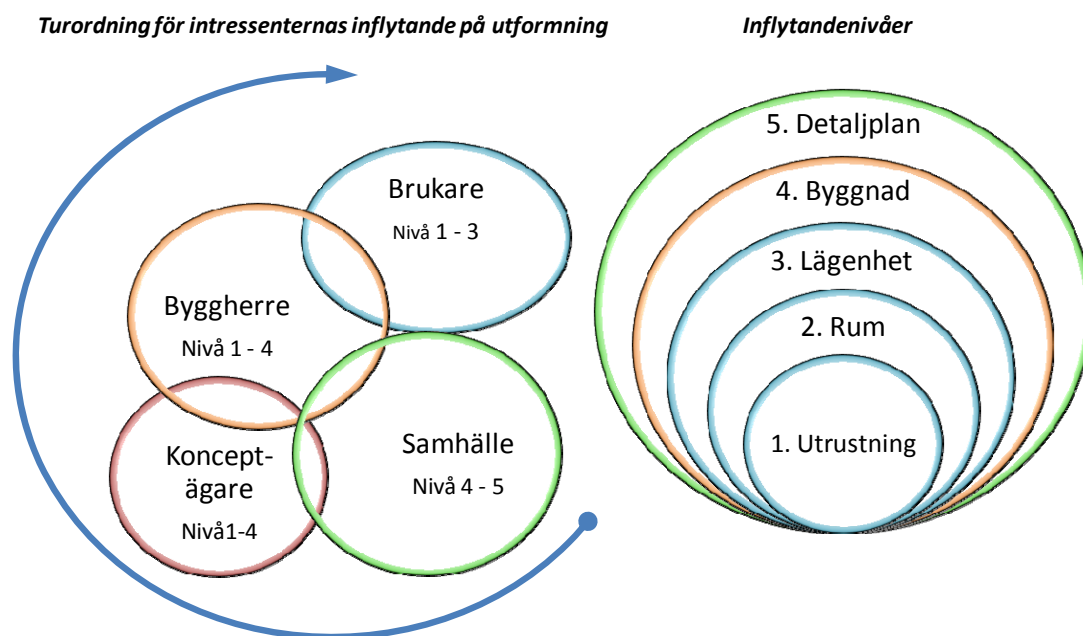 Turordning för intressenternas inflytande på utformning
Brukare
Nivå 1 - 3
Byggherre
Nivå 1 - 4
Koncept-
ägare
Nivå1-4
Samhälle
Nivå 4 - 5
Inflytandenivåer
5. Detaljplan
4. Byggnad
3. Lägenhet
2. Rum
1. Utrustning